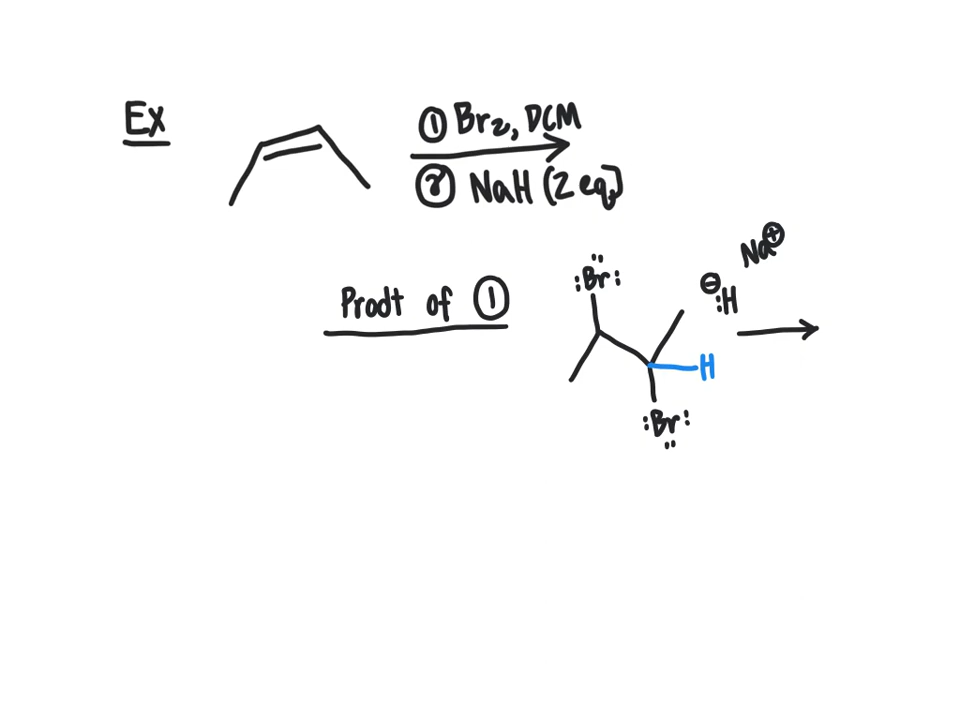 Ex
① Br2, DCM
② NaH (2 eq)
Prodt of ①
:Br:
Na⊕
⊖
:H
H
:Br: